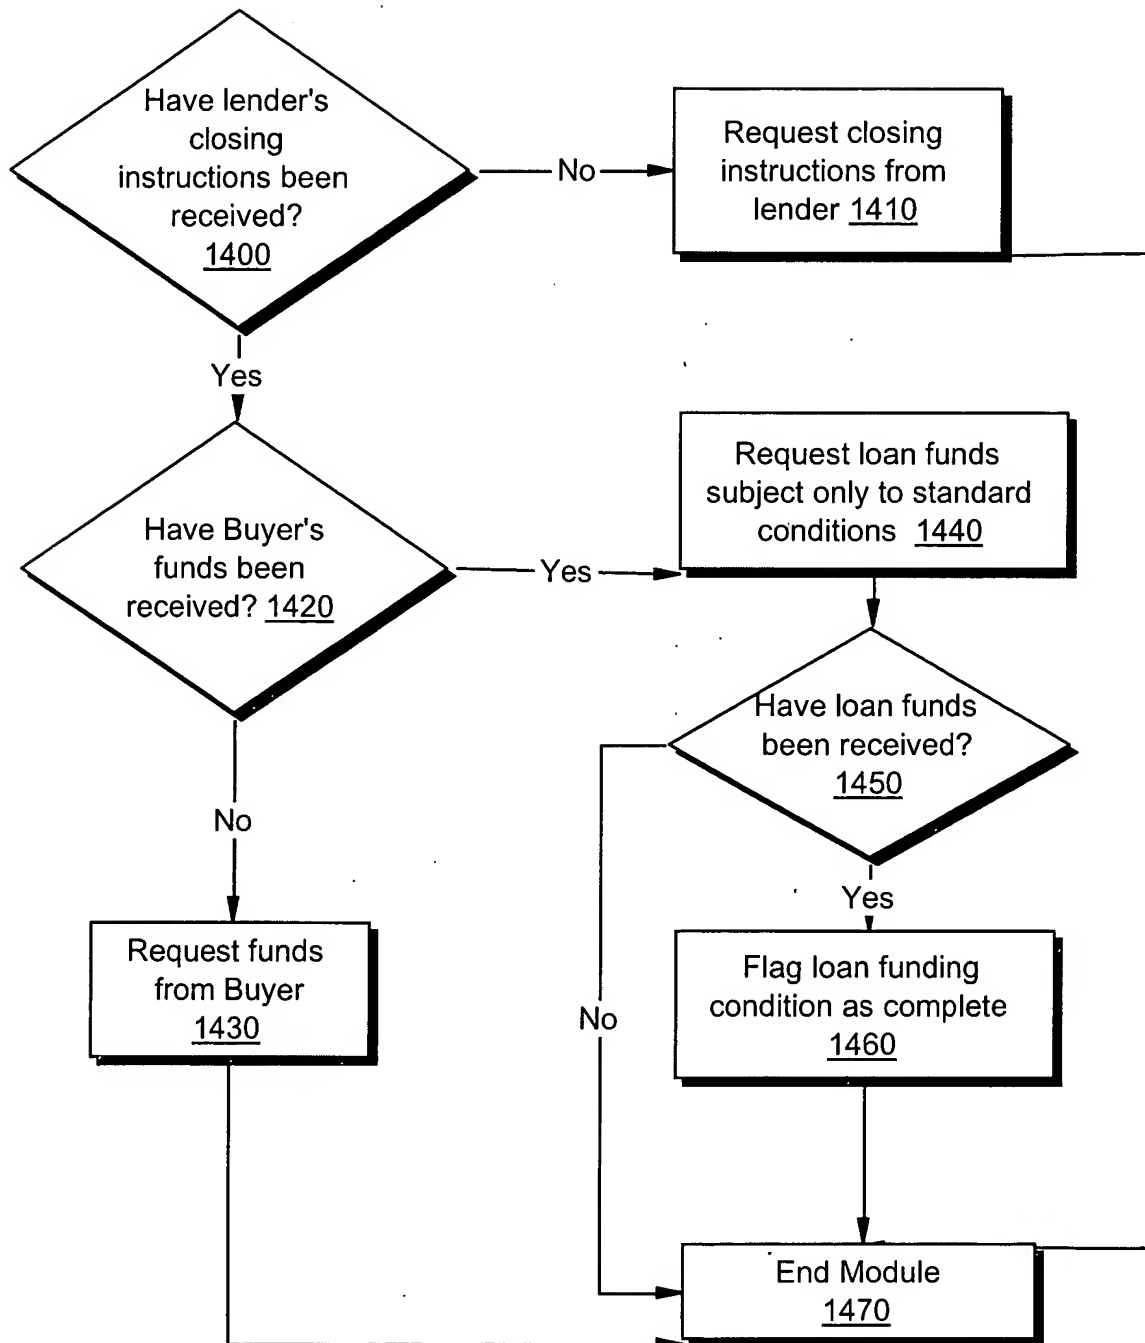 Have lender's
closing
instructions been
received?
1400
No
Request closing
instructions from
lender 1410
Yes
Have Buyer's
funds been
received? 1420
Yes
Request loan funds
subject only to standard
conditions 1440
Have loan funds
been received?
1450
No
Yes
Request funds
from Buyer
1430
No
Flag loan funding
condition as complete
1460
End Module
1470